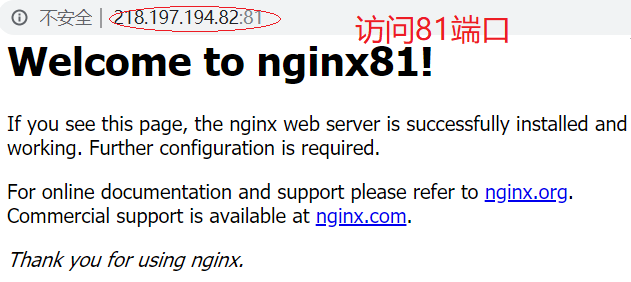 不安全 | 218.197.194.82:81
访问81端口
Welcome to nginx81!
If you see this page, the nginx web server is successfully installed and
working. Further configuration is required.
For online documentation and support please refer to nginx.org.
Commercial support is available at nginx.com.
Thank you for using nginx.